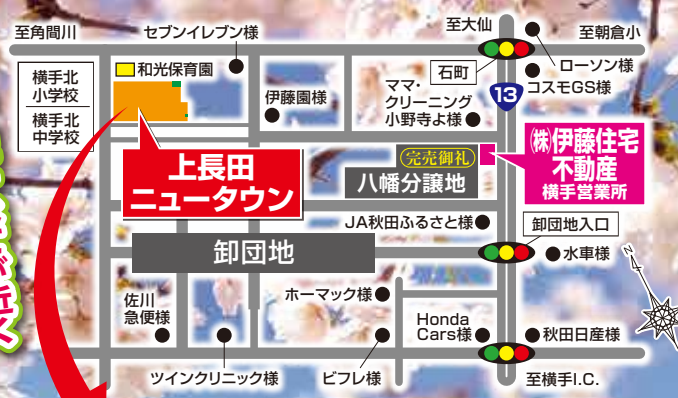 至角間川
セブンイレブン様
至大仙
至朝倉小
横手北
小学校
横手北
中学校
和光保育園
伊藤園様
ママ・
クリーニング
小野寺よ様
石町
13
ローソン様
コスモGS様
上長田
ニュータウン
完売御礼
八幡分譲地
㈱伊藤住宅
不動産
横手営業所
JA秋田ふるさと様
卸団地入口
卸団地
水車様
N
佐川
急便様
ホーマック様
Honda
Cars様
秋田日産様
ツインクリニック様
ビフレ様
至横手I.C.
が近く